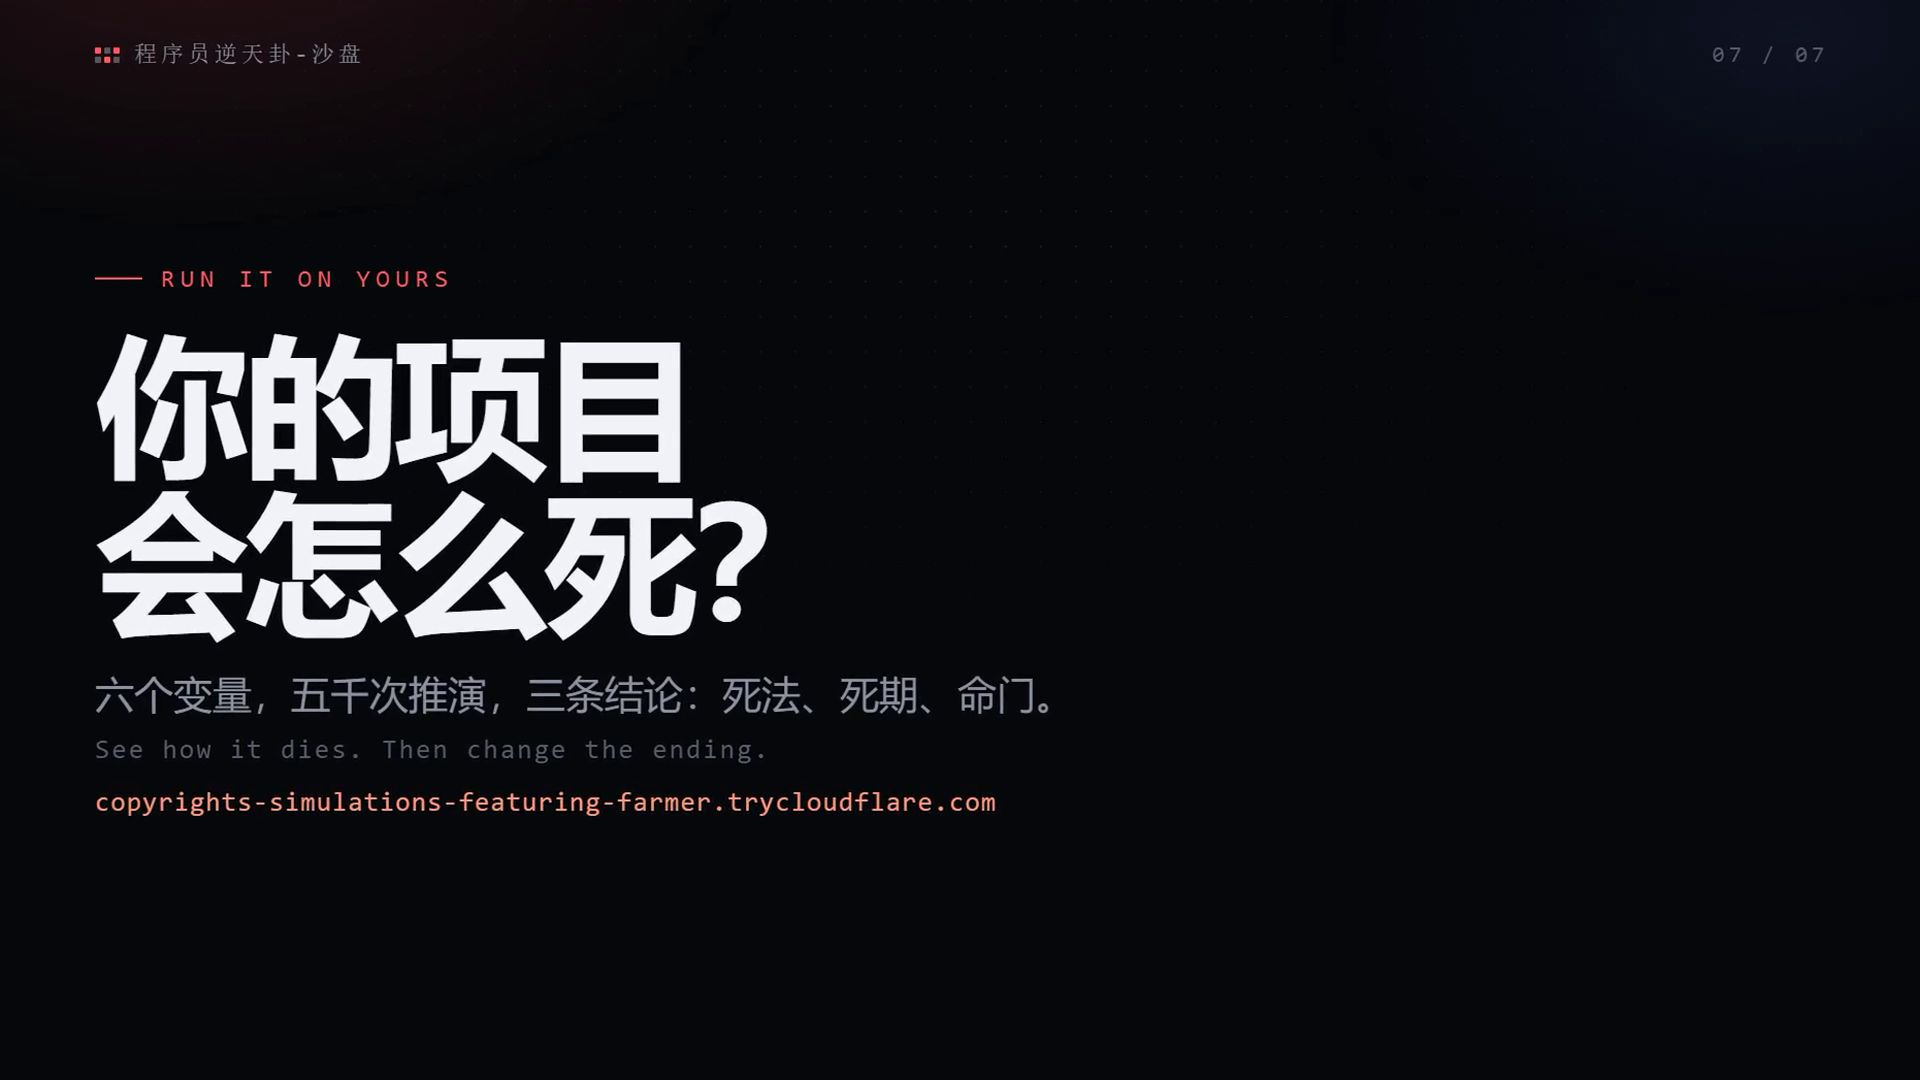 程序员逆天卦-沙盘
07 / 07
RUN IT ON YOURS
你的项目
会怎么死?
六个变量，五千次推演，三条结论：死法、死期、命门。
See how it dies. Then change the ending.
copyrights-simulations-featuring-farmer.trycloudflare.com